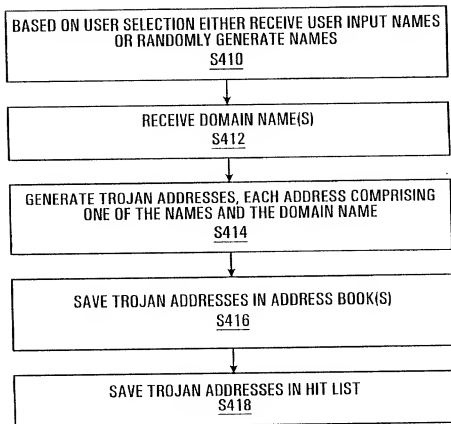 BASED ON USER SELECTION EITHER RECEIVE USER INPUT NAMES
OR RANDOMLY GENERATE NAMES
S410
RECEIVE DOMAIN NAME(S)
S412
GENERATE TROJAN ADDRESSES, EACH ADDRESS COMPRISING
ONE OF THE NAMES AND THE DOMAIN NAME
S414
SAVE TROJAN ADDRESSES IN ADDRESS BOOK(S)
S416
SAVE TROJAN ADDRESSES IN HIT LIST
S418